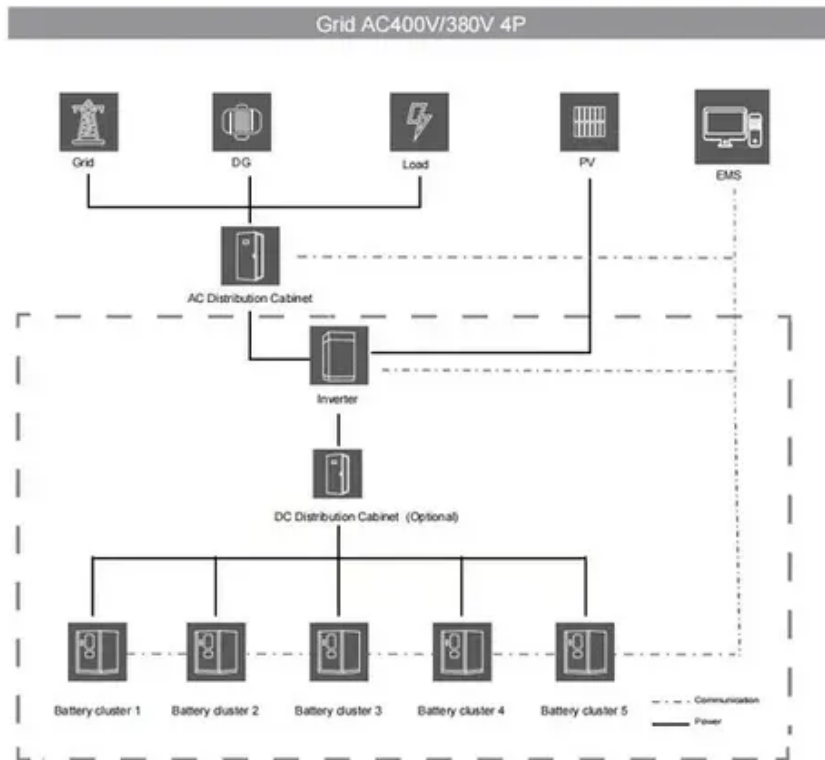 Grid AC400V/380V 4P
Grid
DG
Load
PV
EMS
AC Distribution Cabinet
Inverter
DC Distribution Cabinet (Optional)
Battery cluster 1
Battery cluster 2
Battery cluster 3
Battery cluster 4
Battery cluster 5
Communication
Power